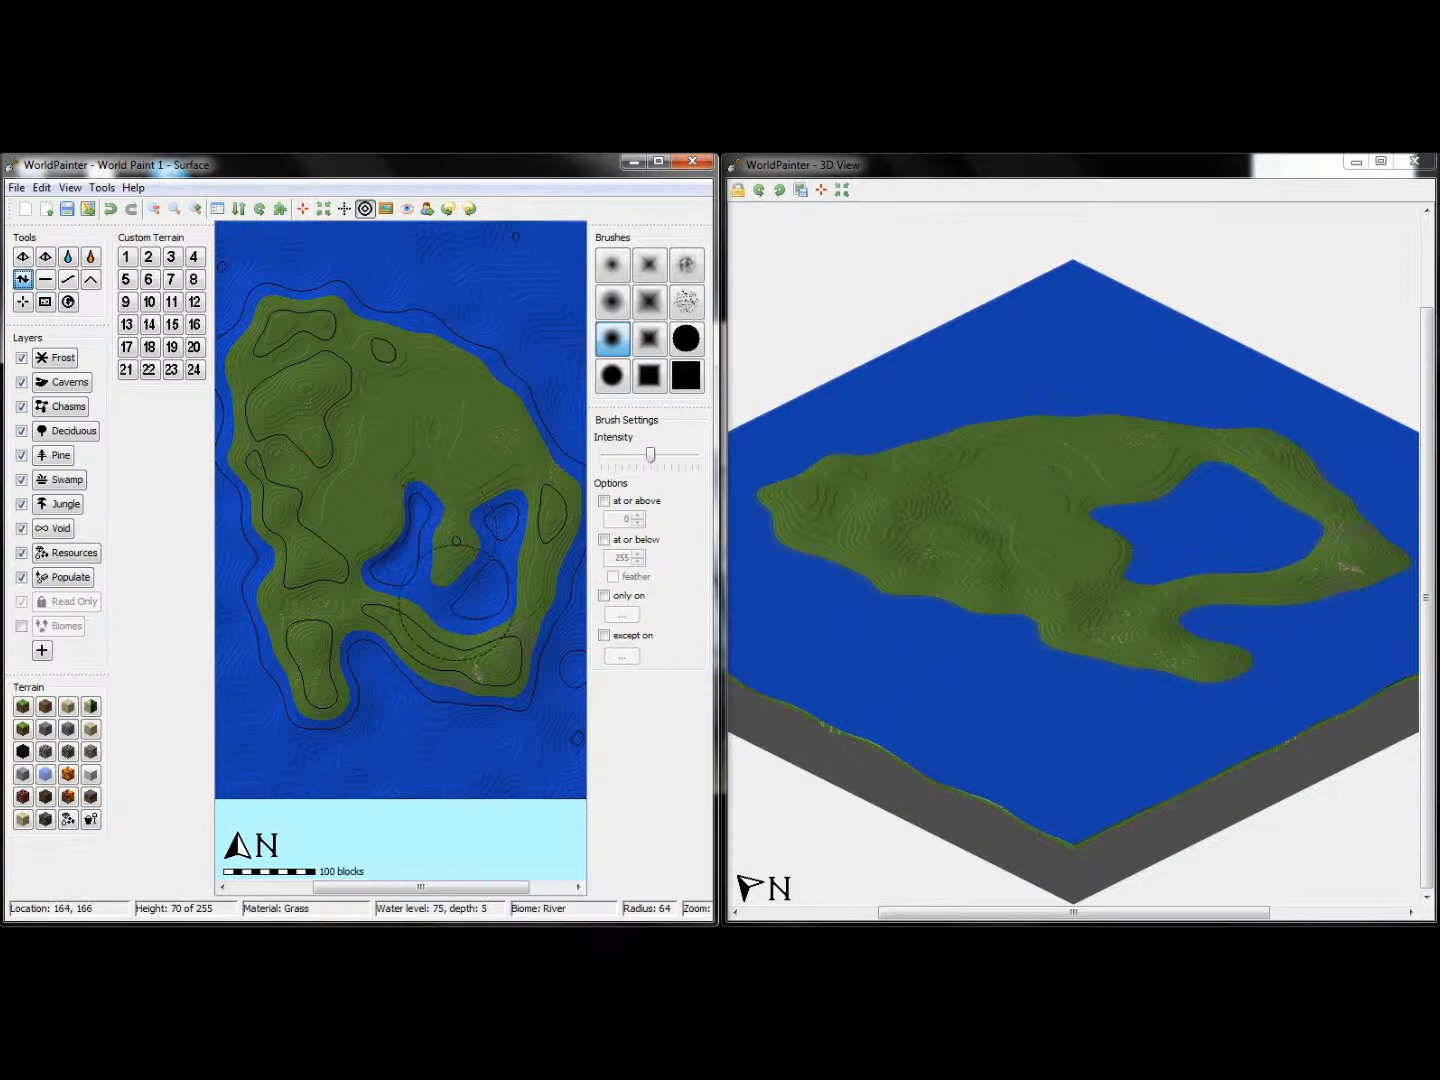 WorldPainter - World Paint 1 - Surface
File Edit View Tools Help
Tools
Custom Terrain
1 2 3 4
5 6 7 8
9 10 11 12
13 14 15 16
17 18 19 20
21 22 23 24
Layers
Frost
Caverns
Chasms
Deciduous
Pine
Swamp
Jungle
Void
Resources
Populate
Read Only
Biomes
+
Terrain
N
100 blocks
Brushes
Brush Settings
Intensity
Options
at or above
0
at or below
255
feather
only on
...
except on
...
Location: 164, 166 Height: 70 of 255 Material: Grass Water level: 75, depth: 5 Biome: River Radius: 64 Zoom:
WorldPainter - 3D View
N